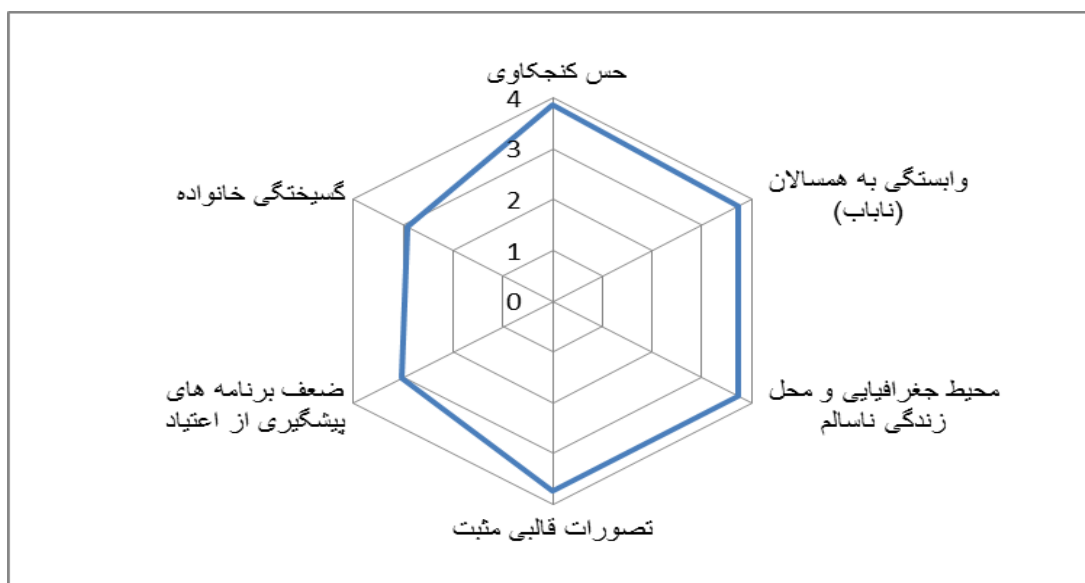 حس کنجکاوی
4
3
2
1
0
وابستگی به همسالان
(ناباب)
گسیختگی خانواده
محیط جغرافیایی و محل
زندگی ناسالم
ضعف برنامه های
پیشگیری از اعتیاد
تصورات قالبی مثبت